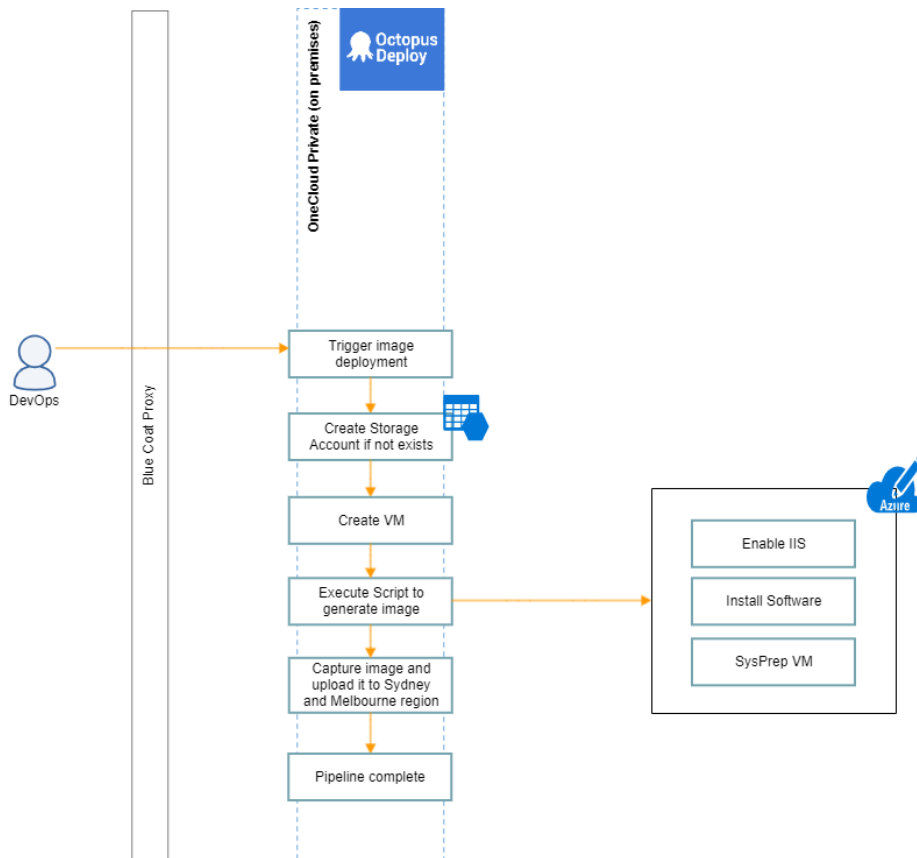 OneCloud Private (on premises)
Octopus
Deploy
Blue Coat Proxy
DevOps
Trigger image
deployment
Create Storage
Account if not exists
Create VM
Execute Script to
generate image
Capture image and
upload it to Sydney
and Melbourne region
Pipeline complete
Azure
Enable IIS
Install Software
SysPrep VM